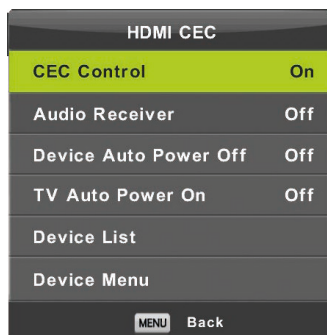 HDMI CEC
CEC Control On
Audio Receiver Off
Device Auto Power Off Off
TV Auto Power On Off
Device List
Device Menu
MENU Back